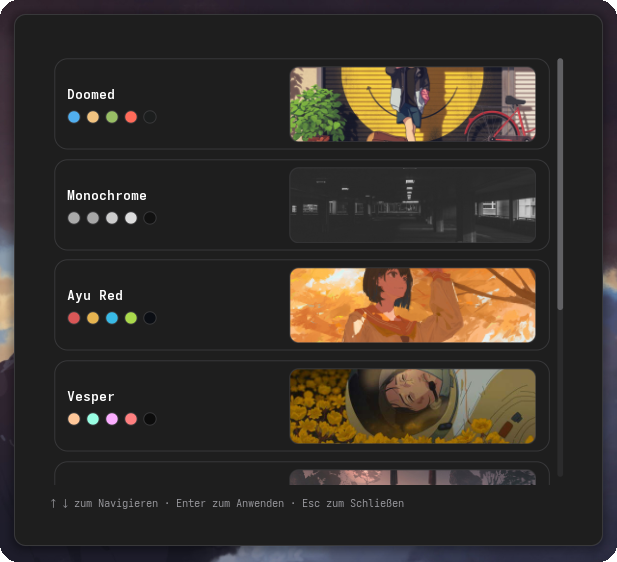 Doomed
Monochrome
Ayu Red
Vesper
↑ ↓ zum Navigieren · Enter zum Anwenden · Esc zum Schließen